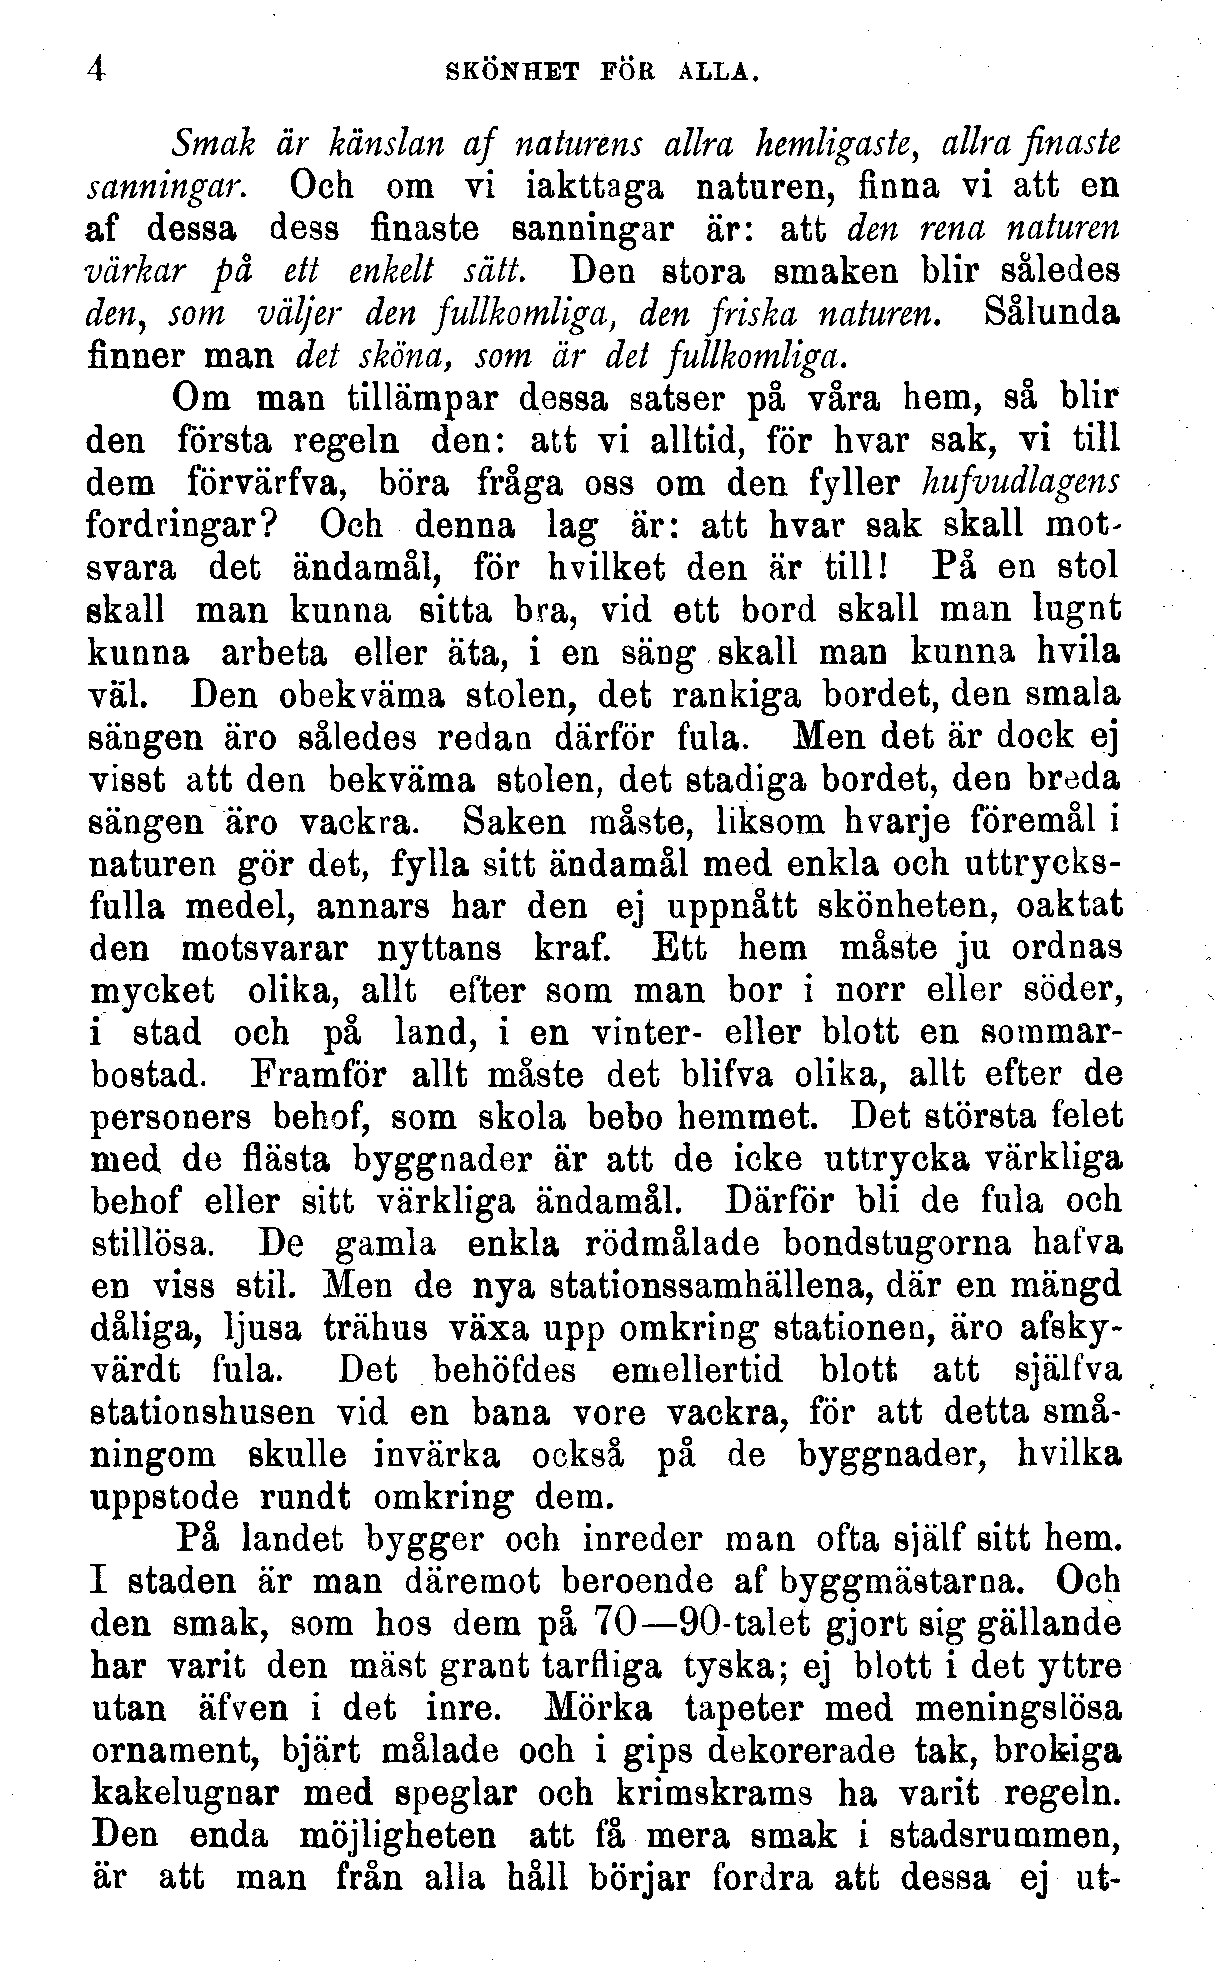 4 SKÖNHET FÖR ALLA.
Smak är känslan af naturens allra hemligaste, allra finaste
sanningar. Och om vi iakttaga naturen, finna vi att en
af dessa dess finaste sanningar är: att den rena naturen
värkar på ett enkelt sätt. Den stora smaken blir således
den, som väljer den fullkomliga, den friska naturen. Sålunda
finner man det sköna, som är det fullkomliga.
Om man tillämpar dessa satser på våra hem, så blir
den första regeln den: att vi alltid, för hvar sak, vi till
dem förvärfva, böra fråga oss om den fyller hufvudlagens
fordringar? Och denna lag är: att hvar sak skall mot-
svara det ändamål, för hvilket den är till! På en stol
skall man kunna sitta bra, vid ett bord skall man lugnt
kunna arbeta eller äta, i en säng skall man kunna hvila
väl. Den obekväma stolen, det rankiga bordet, den smala
sängen äro således redan därför fula. Men det är dock ej
visst att den bekväma stolen, det stadiga bordet, den breda
sängen äro vackra. Saken måste, liksom hvarje föremål i
naturen gör det, fylla sitt ändamål med enkla och uttrycks-
fulla medel, annars har den ej uppnått skönheten, oaktat
den motsvarar nyttans kraf. Ett hem måste ju ordnas
mycket olika, allt efter som man bor i norr eller söder,
i stad och på land, i en vinter- eller blott en sommar-
bostad. Framför allt måste det blifva olika, allt efter de
personers behof, som skola bebo hemmet. Det största felet
med de flästa byggnader är att de icke uttrycka värkliga
behof eller sitt värkliga ändamål. Därför bli de fula och
stillösa. De gamla enkla rödmålade bondstugorna hafva
en viss stil. Men de nya stationssamhällena, där en mängd
dåliga, ljusa trähus växa upp omkring stationen, äro afsky-
värdt fula. Det behöfdes emellertid blott att själfva
stationshusen vid en bana vore vackra, för att detta små-
ningom skulle invärka också på de byggnader, hvilka
uppstode rundt omkring dem.
På landet bygger och inreder man ofta själf sitt hem.
I staden är man däremot beroende af byggmästarna. Och
den smak, som hos dem på 70—90-talet gjort sig gällande
har varit den mäst grant tarfliga tyska; ej blott i det yttre
utan äfven i det inre. Mörka tapeter med meningslösa
ornament, bjärt målade och i gips dekorerade tak, brokiga
kakelugnar med speglar och krimskrams ha varit regeln.
Den enda möjligheten att få mera smak i stadsrummen,
är att man från alla håll börjar fordra att dessa ej ut-